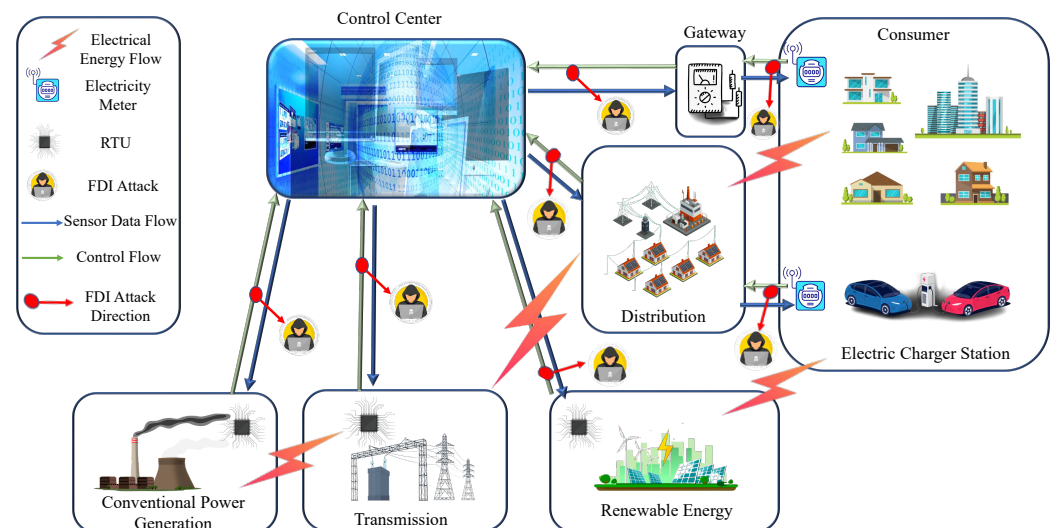 Control Center
Electrical
Energy Flow
Electricity
Meter
RTU
FDI Attack
Sensor Data Flow
Control Flow
FDI Attack
Direction
Gateway
Consumer
Distribution
Electric Charger Station
Conventional Power
Generation
Transmission
Renewable Energy